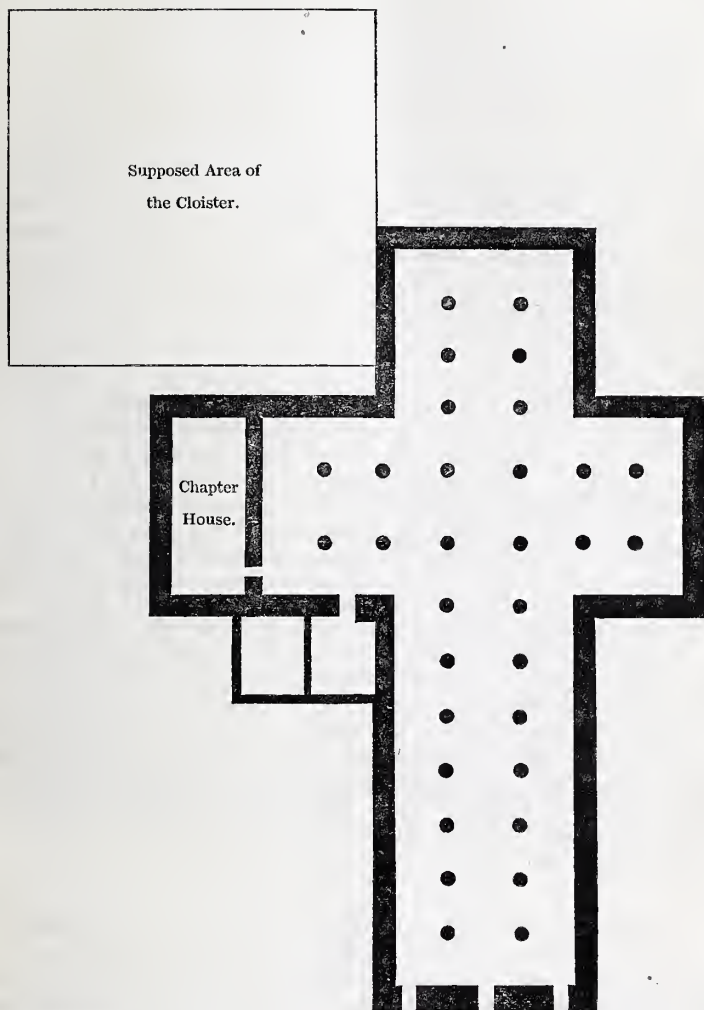 Supposed Area of
the Cloister.
Chapter
House.